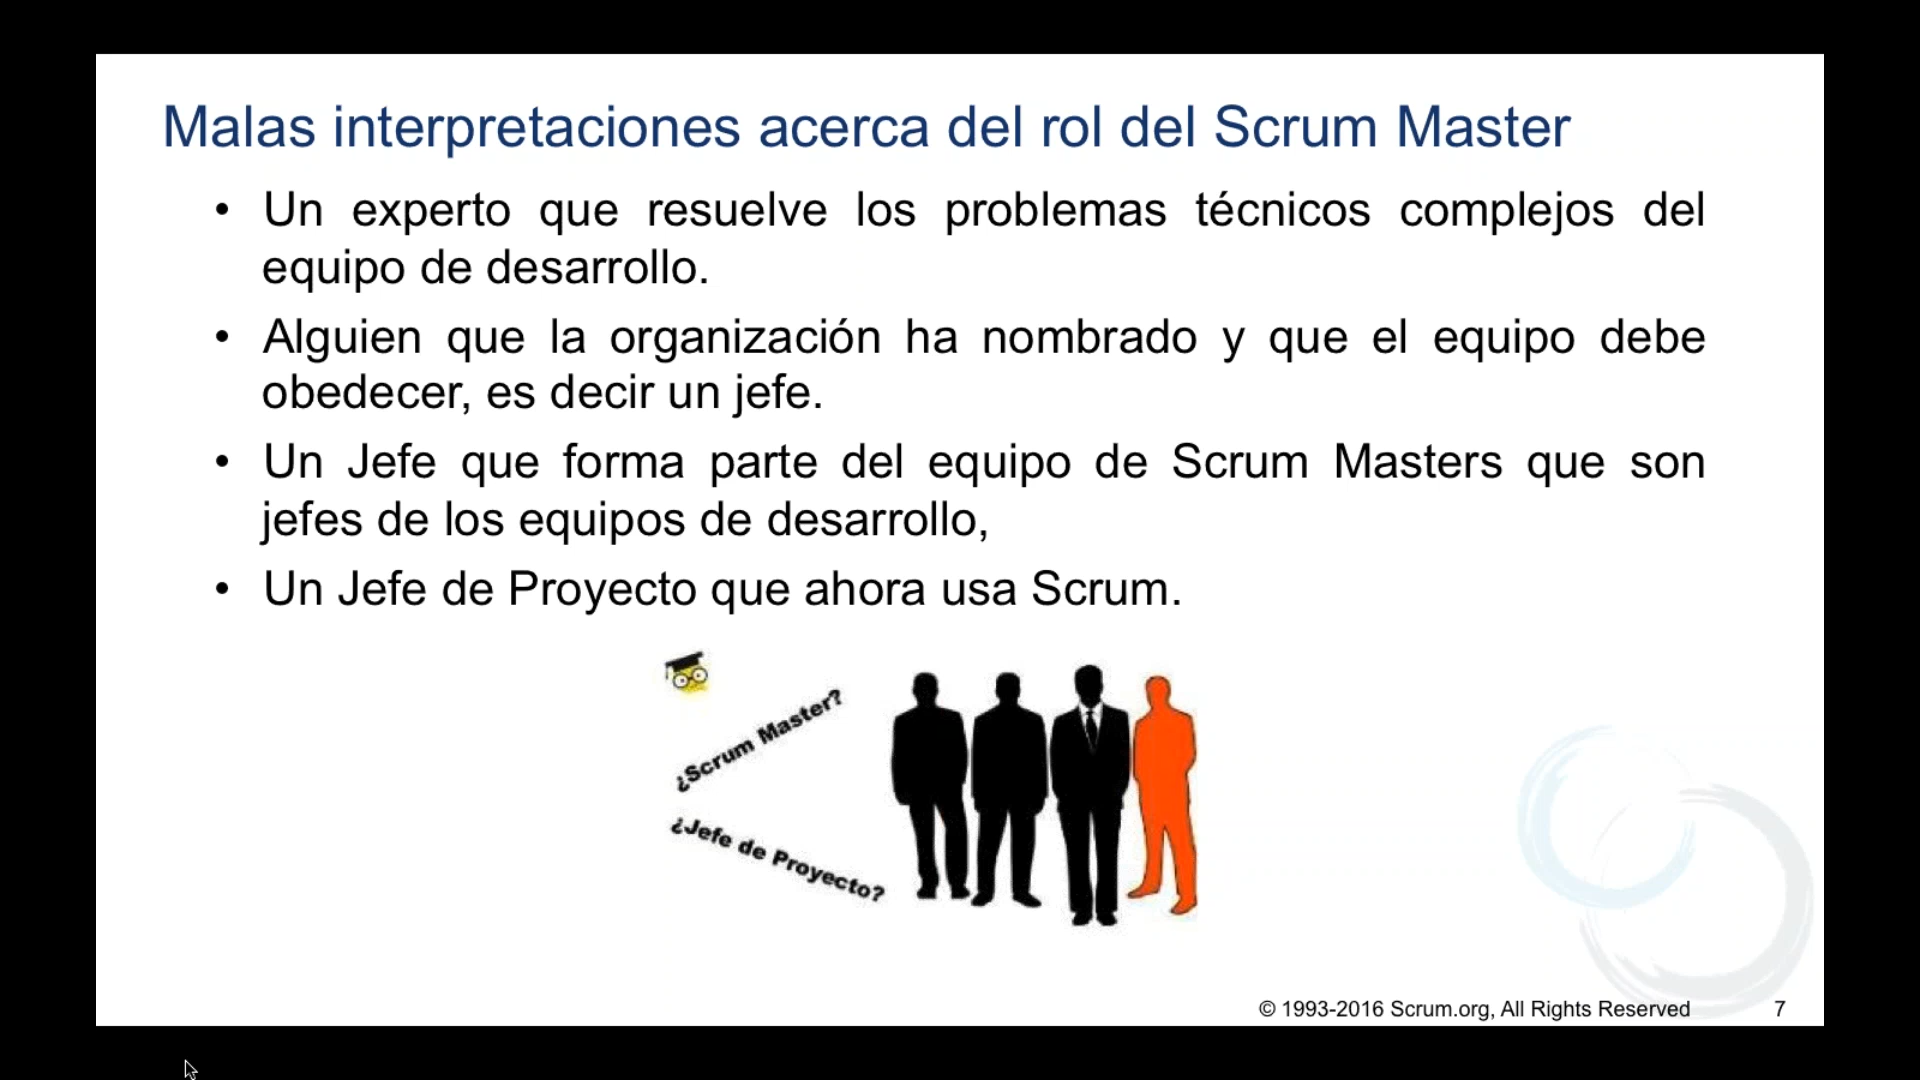 Malas interpretaciones acerca del rol del Scrum Master
• Un experto que resuelve los problemas técnicos complejos del
equipo de desarrollo.
• Alguien que la organización ha nombrado y que el equipo debe
obedecer, es decir un jefe.
• Un Jefe que forma parte del equipo de Scrum Masters que son
jefes de los equipos de desarrollo,
• Un Jefe de Proyecto que ahora usa Scrum.
¿Scrum Master?
¿Jefe de Proyecto?
© 1993-2016 Scrum.org, All Rights Reserved 7